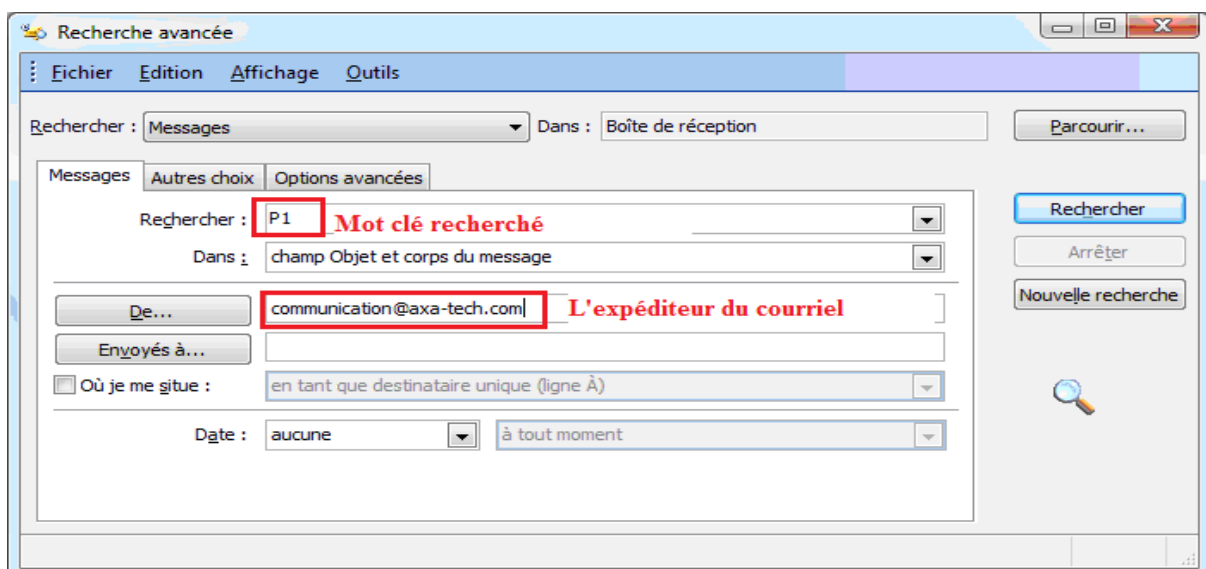 Recherche avancée
Fichier Edition Affichage Outils
Rechercher : Messages Dans : Boîte de réception Parcourir...
Messages Autres choix Options avancées
Rechercher : P1 Mot clé recherché Rechercher
Dans : champ Objet et corps du message Arrêter
De... communication@axa-tech.com L'expéditeur du courriel Nouvelle recherche
Envoyés à...
Où je me situe : en tant que destinataire unique (ligne À)
Date : aucune à tout moment